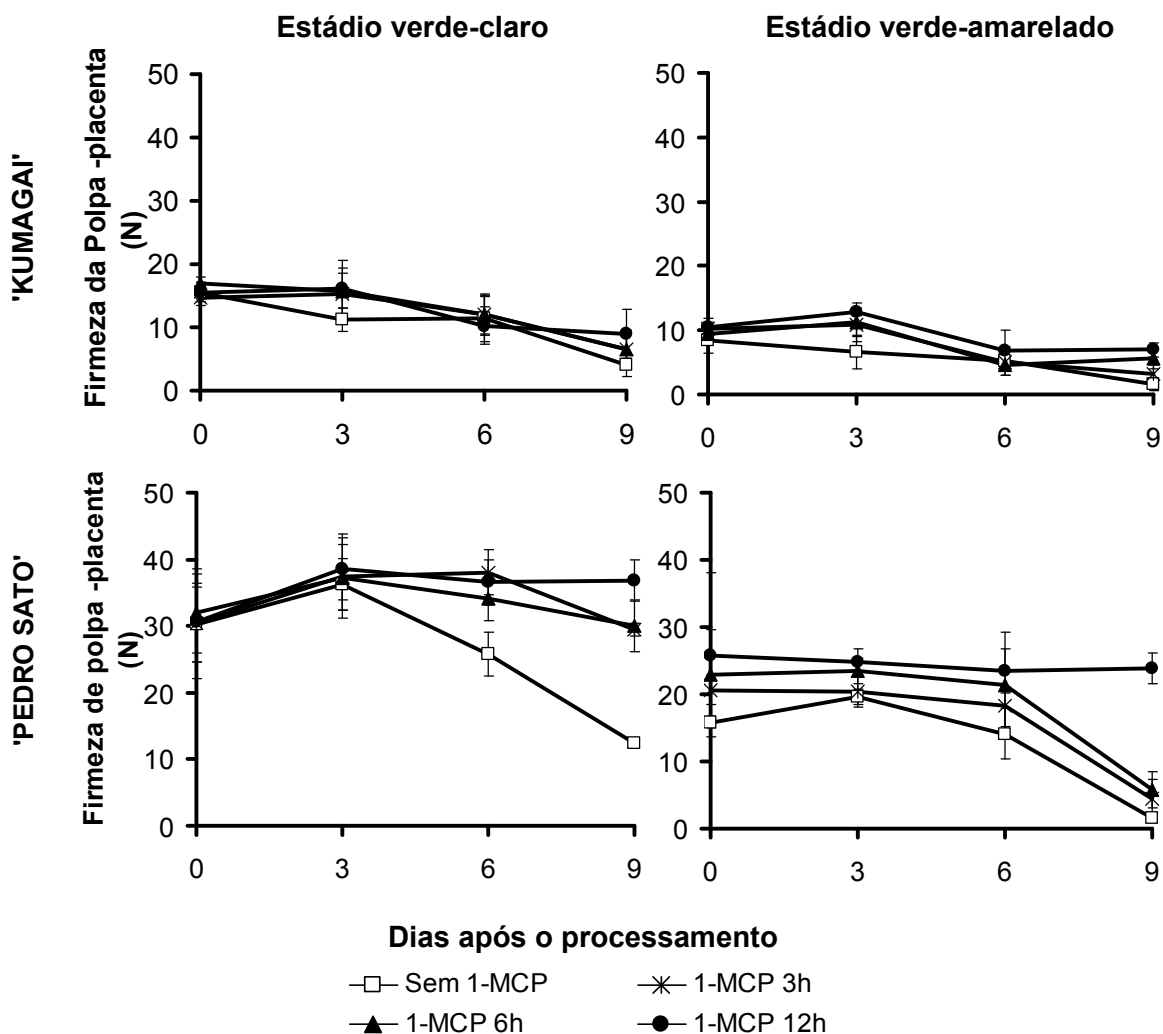 Estádio verde-claro
Estádio verde-amarelado
'KUMAGAI'
Firmeza da Polpa -placenta
(N)
50
40
30
20
10
0
0 3 6 9
50
40
30
20
10
0
0 3 6 9
'PEDRO SATO'
Firmeza de polpa -placenta
(N)
50
40
30
20
10
0
0 3 6 9
50
40
30
20
10
0
0 3 6 9
Dias após o processamento
Sem 1-MCP
1-MCP 3h
1-MCP 6h
1-MCP 12h